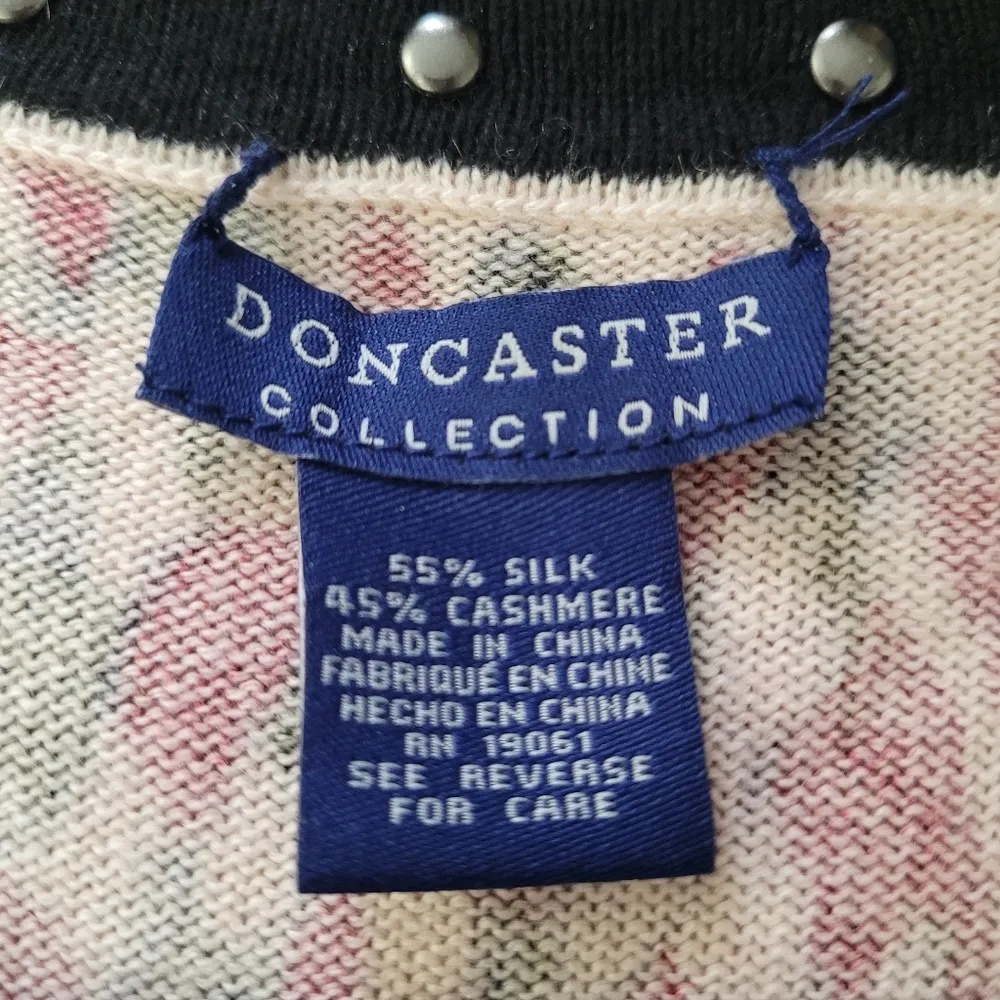 DONCASTER
COLLECTION
55% SILK
45% CASHMERE
MADE IN CHINA
FABRIQUÉ EN CHINE
HECHO EN CHINA
RN 19061
SEE REVERSE
FOR CARE